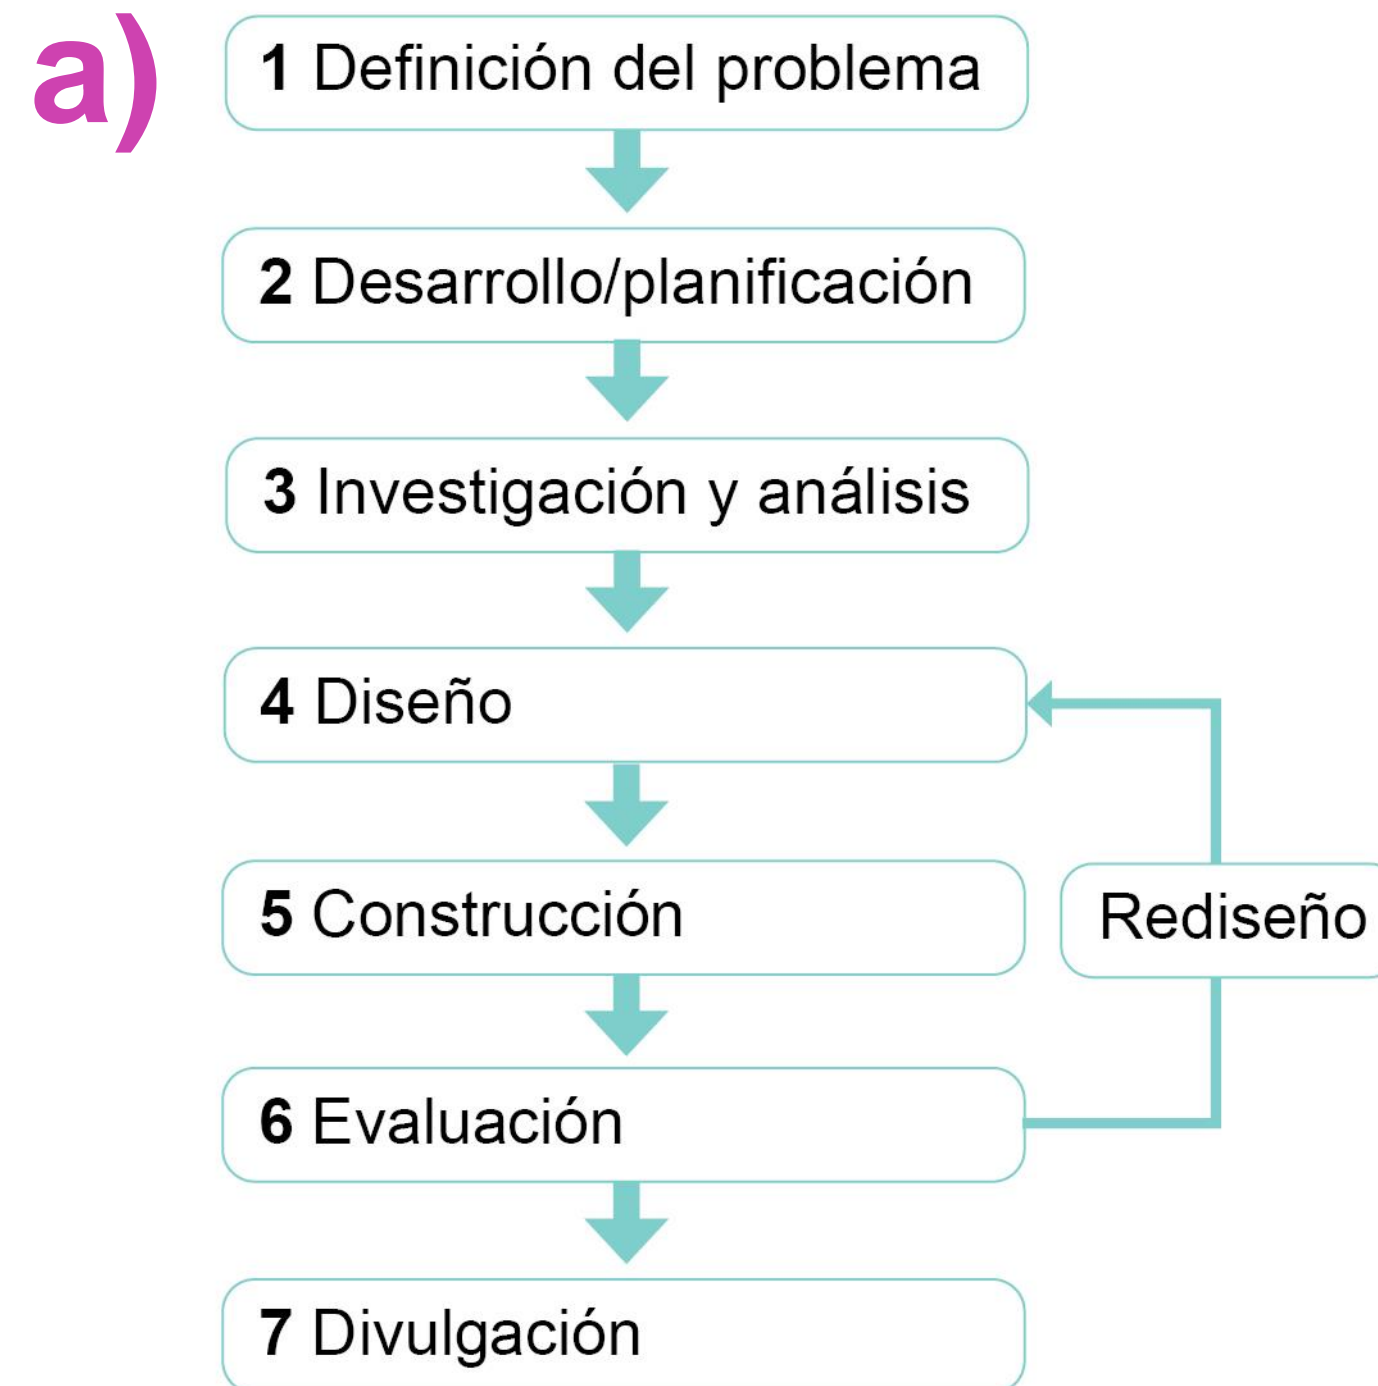 a)
1 Definición del problema
2 Desarrollo/planificación
3 Investigación y análisis
4 Diseño
5 Construcción
Rediseño
6 Evaluación
7 Divulgación